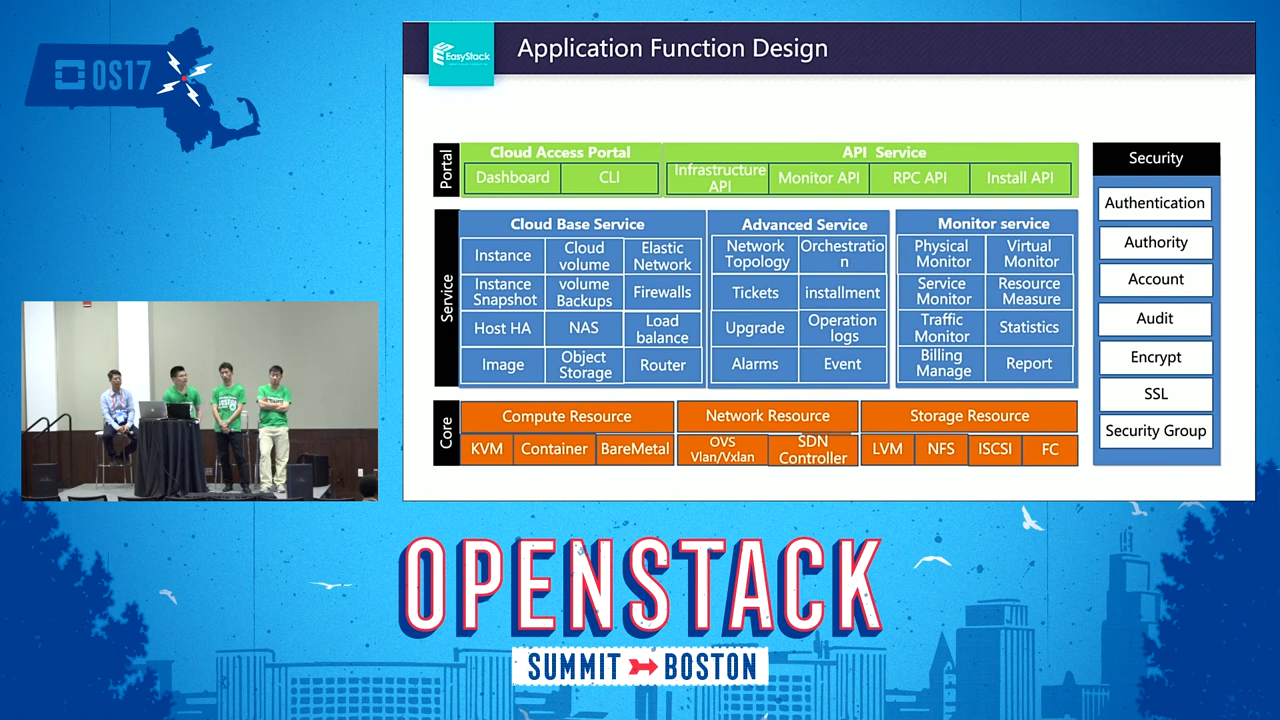 OS17
EasyStack
Application Function Design
Portal
Cloud Access Portal
API Service
Dashboard
CLI
Infrastructure
API
Monitor API
RPC API
Install API
Service
Cloud Base Service
Instance
Cloud
volume
Elastic
Network
Instance
Snapshot
volume
Backups
Firewalls
Host HA
NAS
Load
balance
Image
Object
Storage
Router
Advanced Service
Network
Topology
Orchestratio
n
Tickets
installment
Upgrade
Operation
logs
Alarms
Event
Monitor service
Physical
Monitor
Virtual
Monitor
Service
Monitor
Resource
Measure
Traffic
Monitor
Statistics
Billing
Manage
Report
Core
Compute Resource
KVM
Container
BareMetal
Network Resource
OVS
Vlan/Vxlan
SDN
Controller
Storage Resource
LVM
NFS
ISCSI
FC
Security
Authentication
Authority
Account
Audit
Encrypt
SSL
Security Group
OPENSTACK
SUMMIT BOSTON